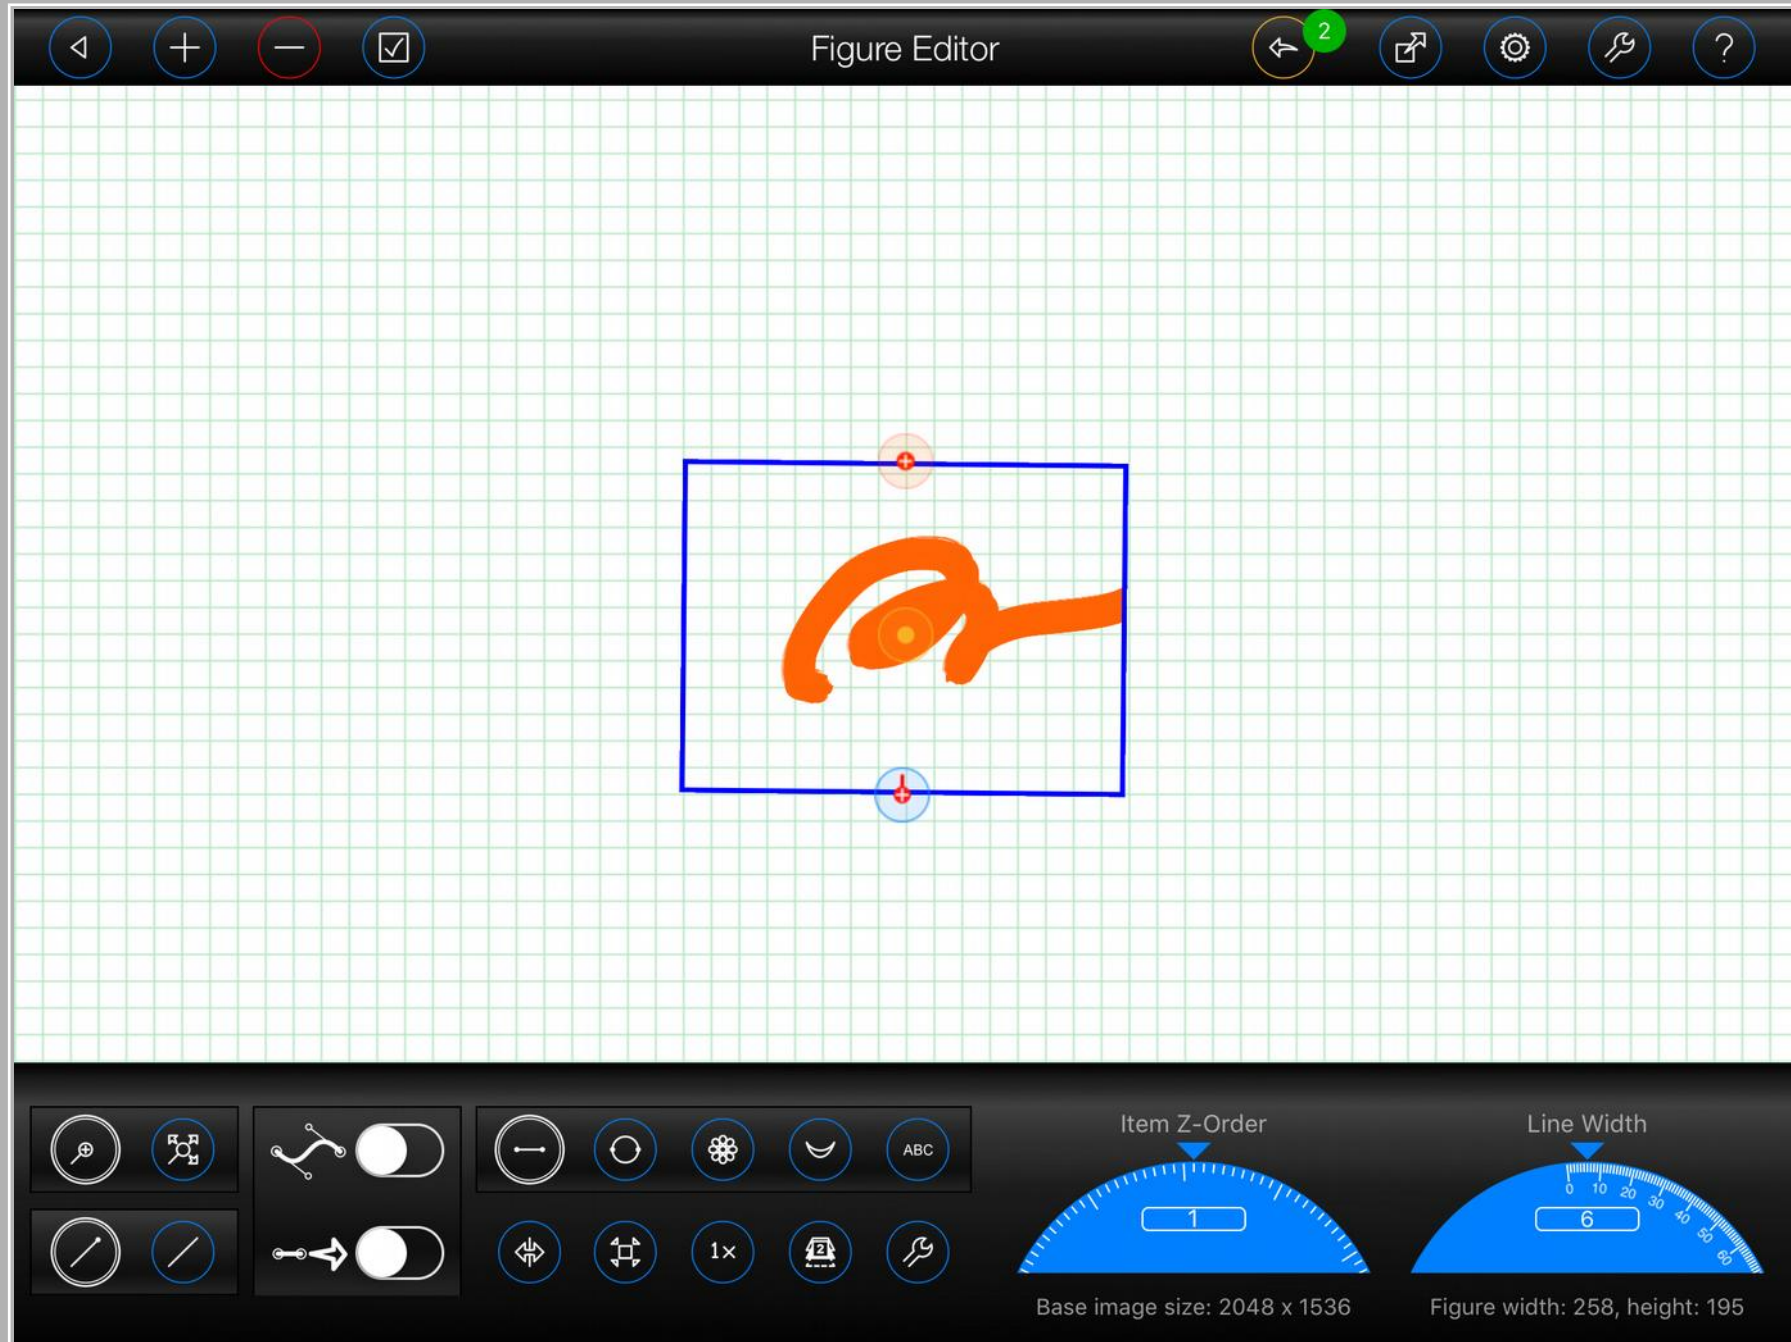 Figure Editor
2
?
ABC
1×
2
Item Z-Order
1
Base image size: 2048 x 1536
Line Width
0 10 20 30 40 50 60
6
Figure width: 258, height: 195